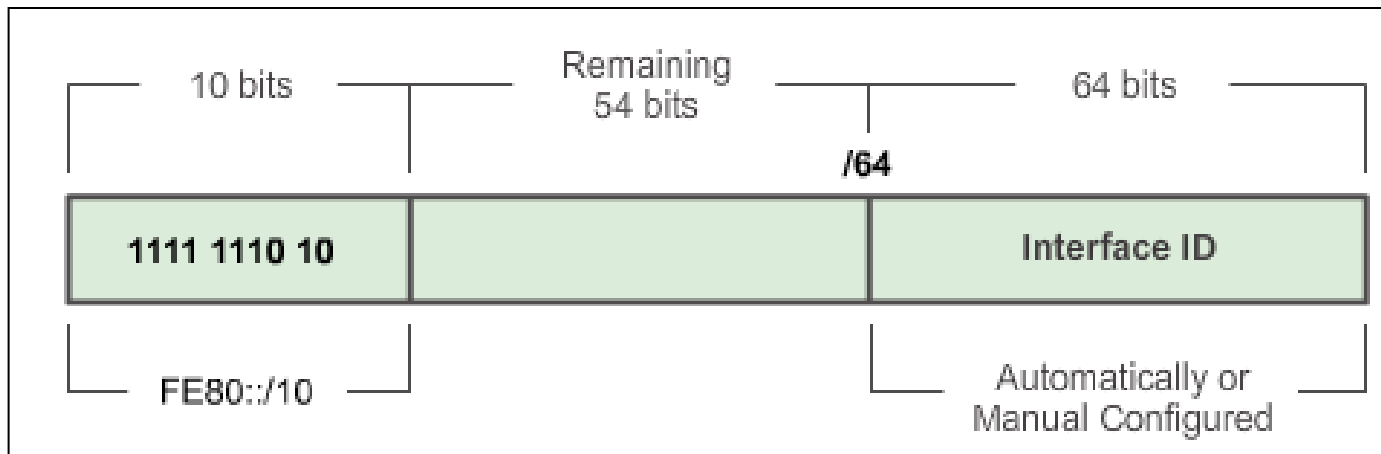 10 bits
Remaining
54 bits
64 bits
/64
1111 1110 10
Interface ID
FE80::/10
Automatically or
Manual Configured